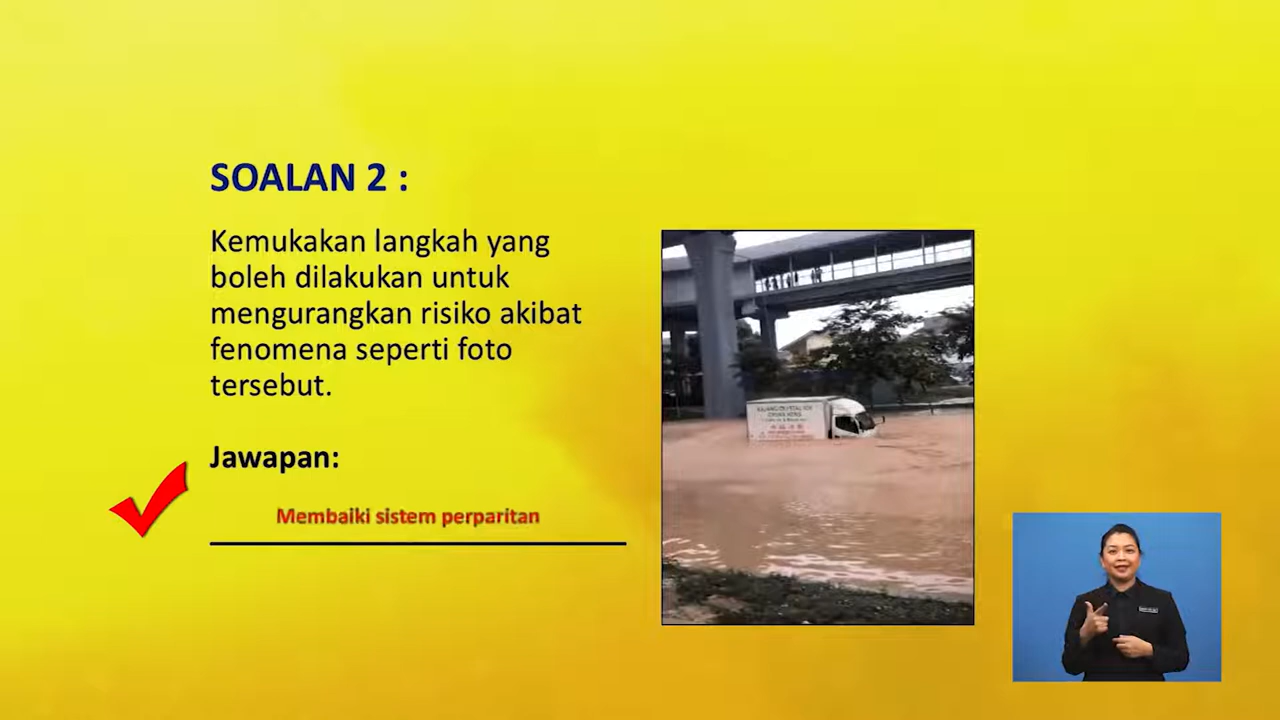 SOALAN 2 :
Kemukakan langkah yang
boleh dilakukan untuk
mengurangkan risiko akibat
fenomena seperti foto
tersebut.
Jawapan:
Membaiki sistem perparitan